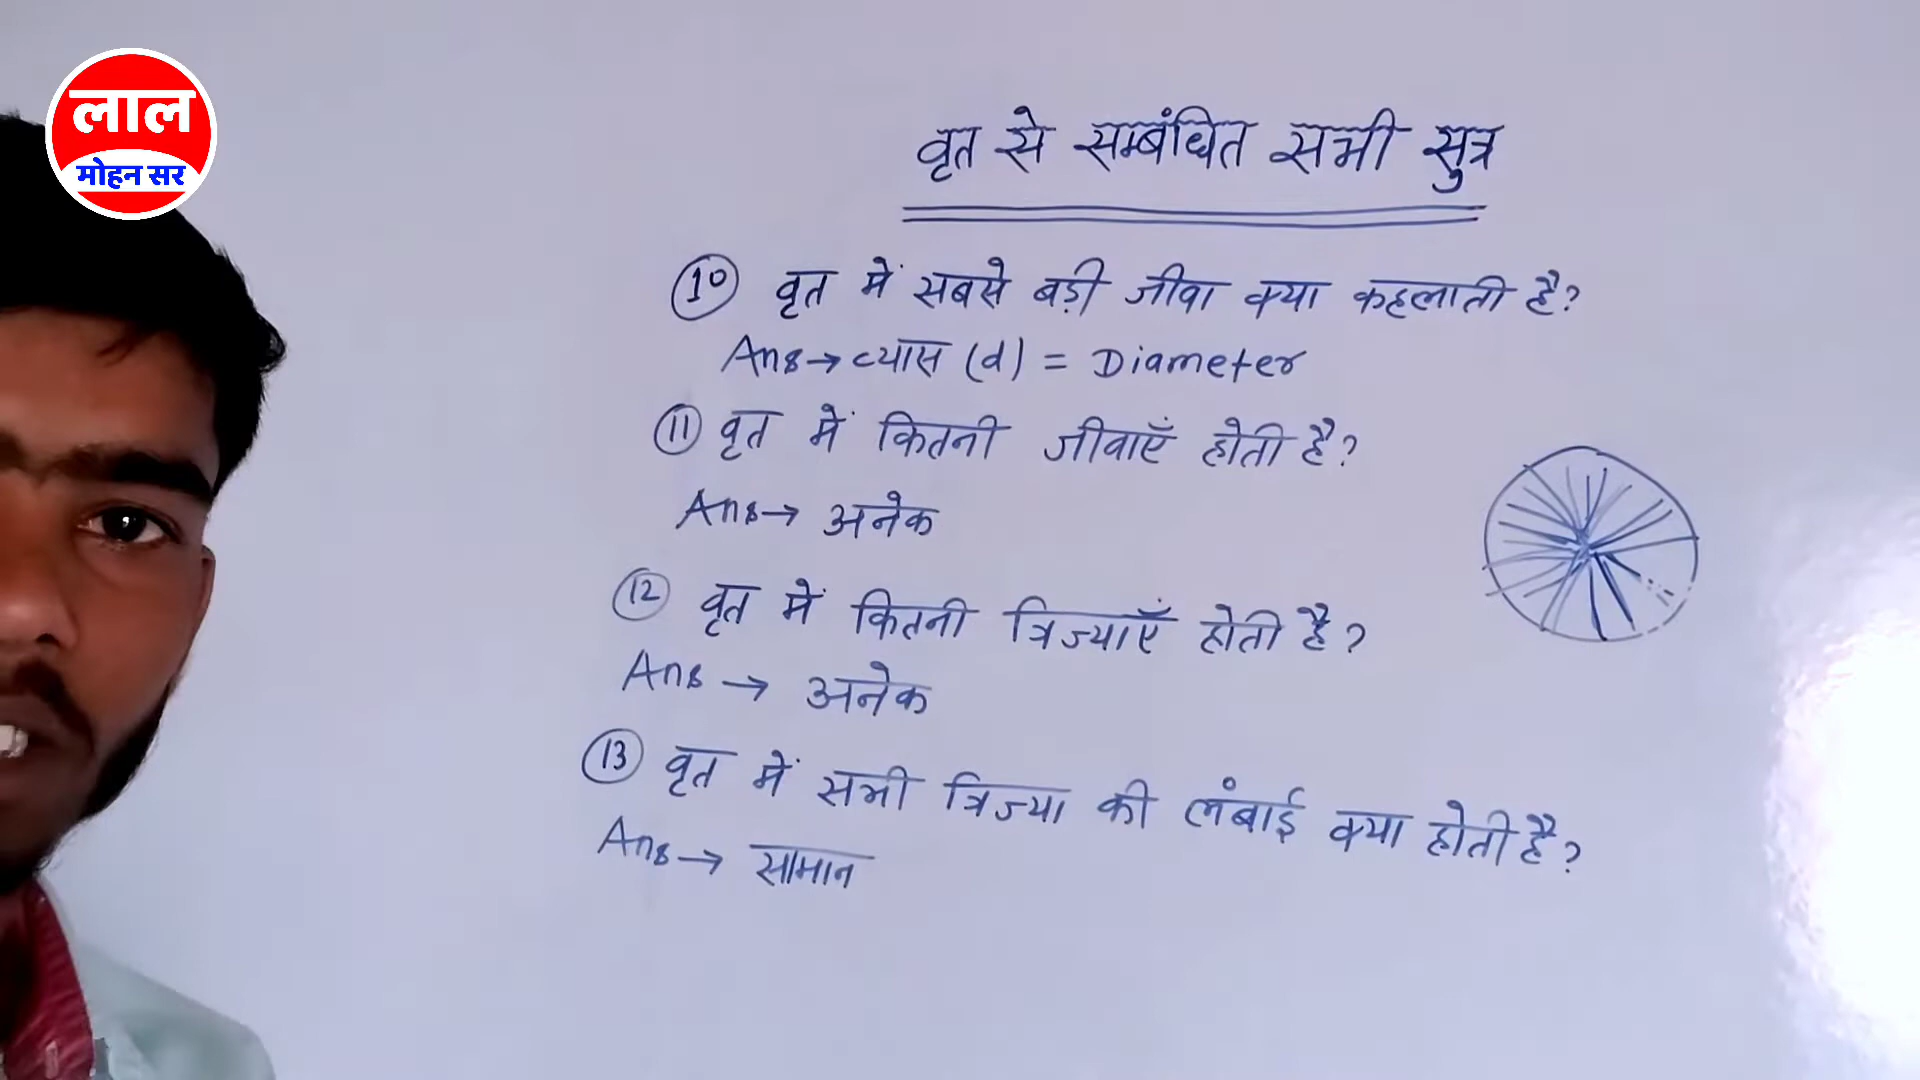 लाल
मोहन सर
वृत से सम्बंधित सभी सुत्र
10 वृत में सबसे बड़ी जीवा क्या कहलाती है?
Ans→ व्यास (d) = Diameter
11 वृत में कितनी जीवाएँ होती है?
Ans→ अनेक
12 वृत में कितनी त्रिज्याएँ होती है?
Ans → अनेक
13 वृत में सभी त्रिज्या की लंबाई क्या होती है?
Ans→ सामान